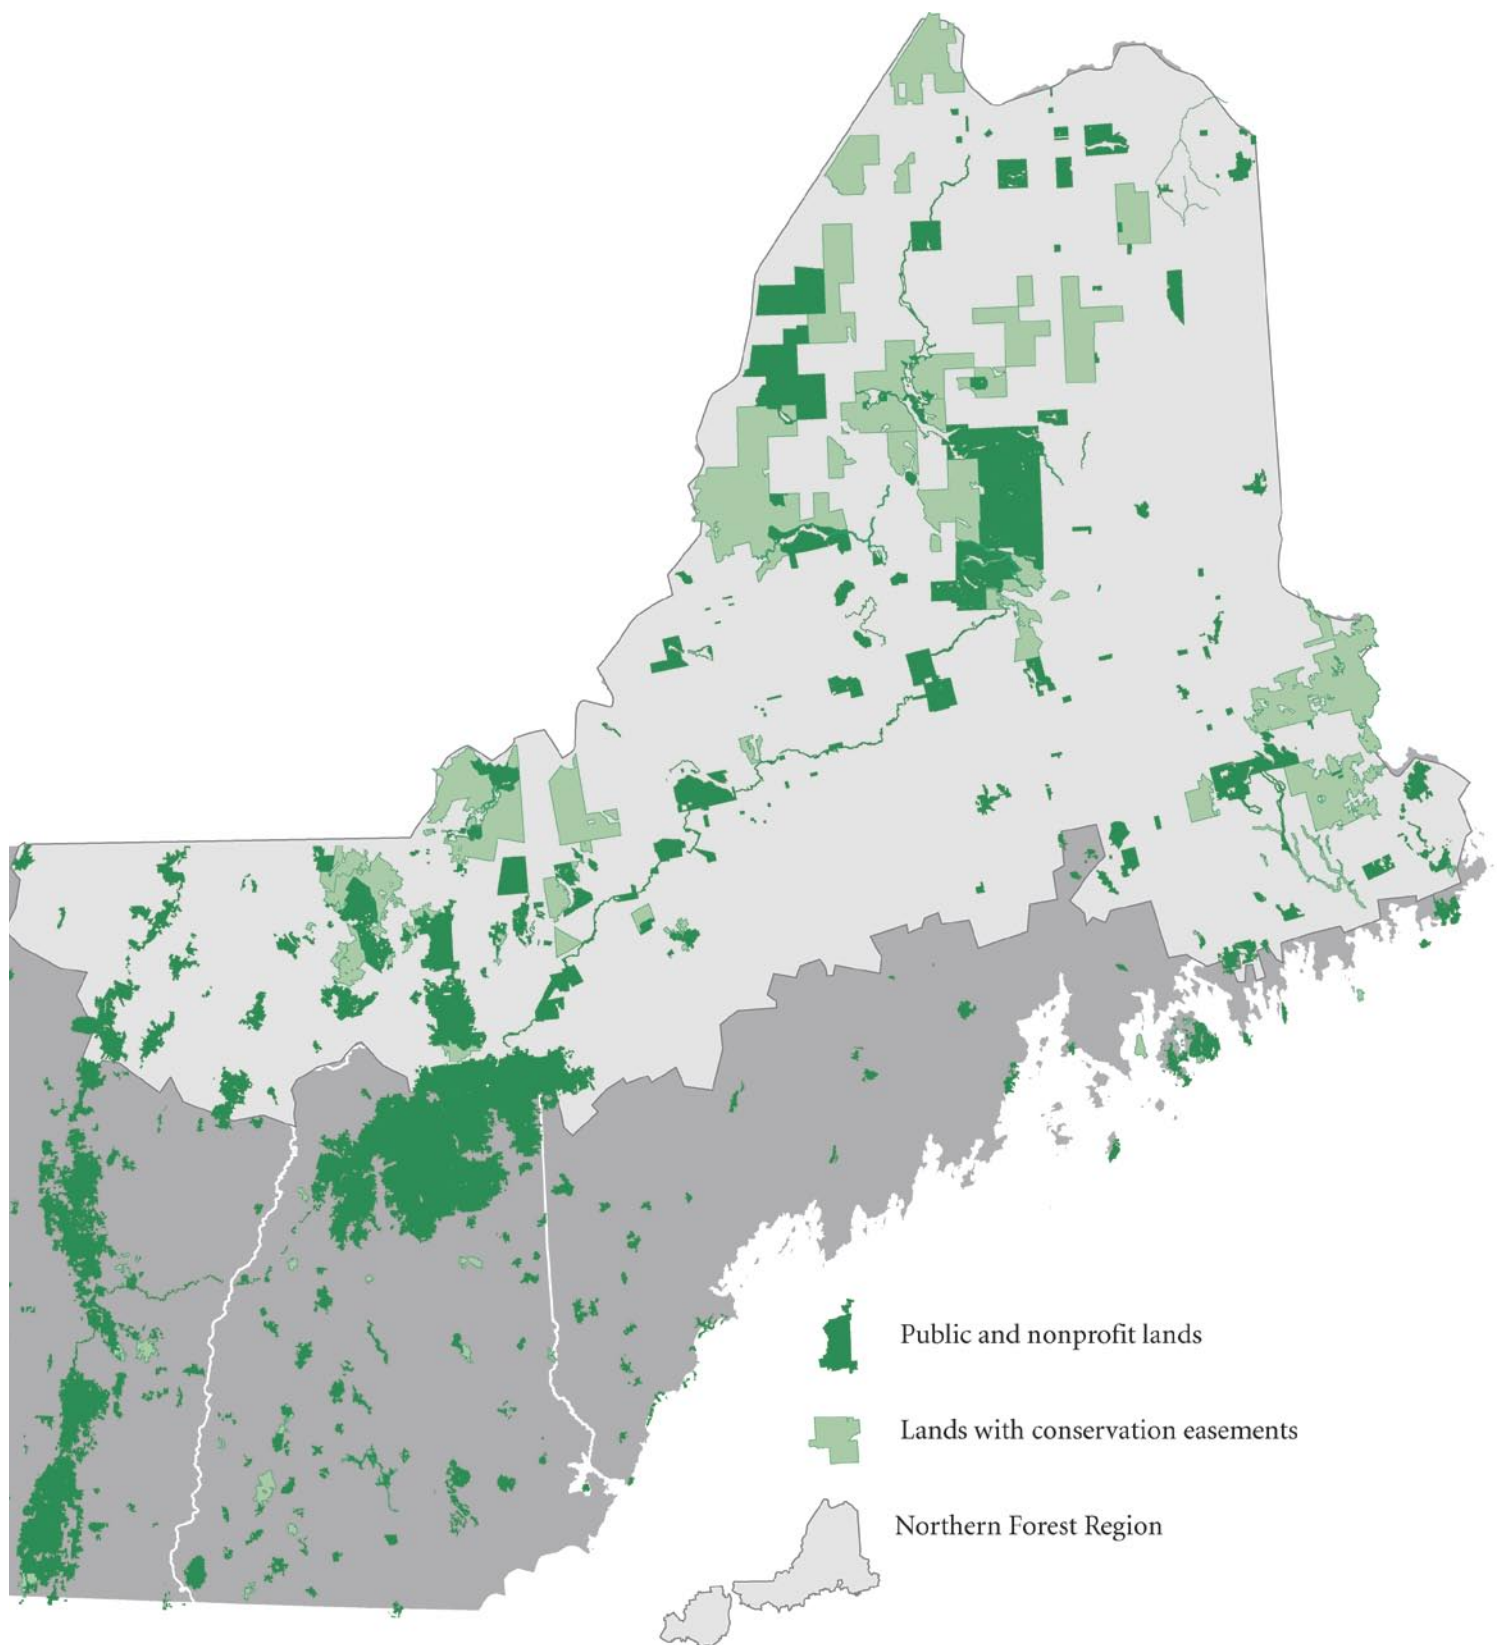 Public and nonprofit lands
Lands with conservation easements
Northern Forest Region